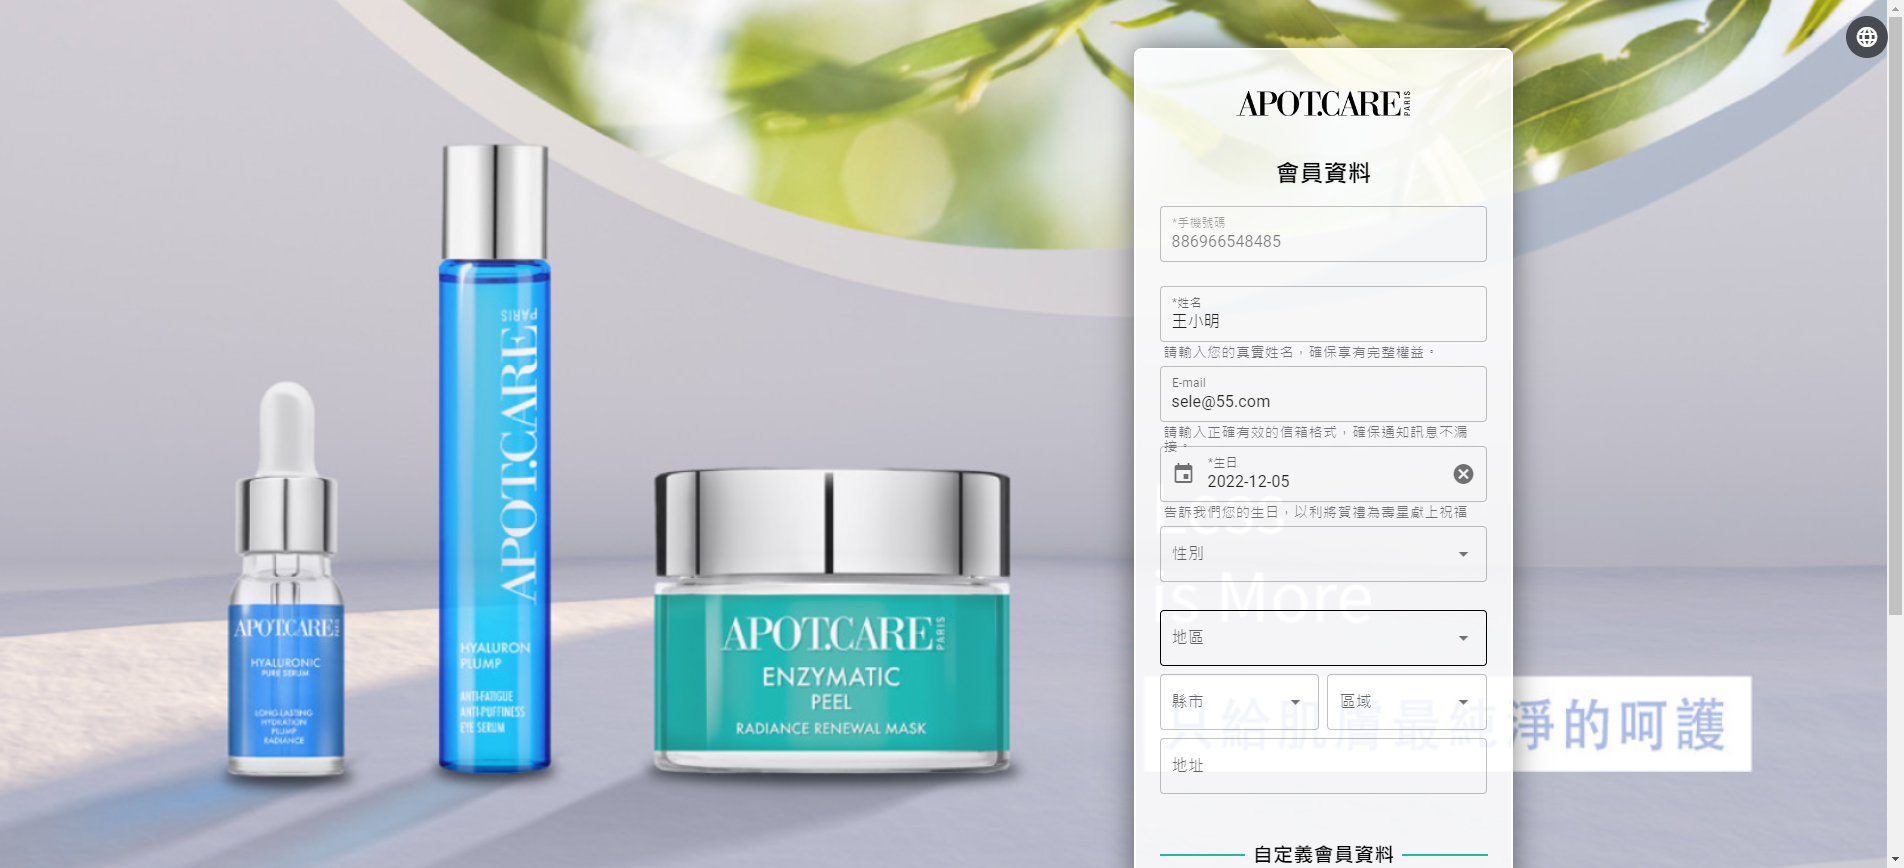 APOT.CARE PARIS
會員資料
*手機號碼
886966548485
*姓名
王小明
請輸入您的真實姓名，確保享有完整權益。
E-mail
sele@55.com
請輸入正確有效的信箱格式，確保通知訊息不漏
接。
*生日
2022-12-05
告訴我們您的生日，以利將賀禮為壽星獻上祝福
性別
地區
縣市
區域
地址
自定義會員資料
Less
is More
只給肌膚最純淨的呵護
APOT.CARE PARIS
HYALURONIC
PURE SERUM
LONG-LASTING
HYDRATION
PLUMP
RADIANCE
APOT.CARE PARIS
HYALURON
PLUMP
ANTI-FATIGUE
ANTI-PUFFINESS
EYE SERUM
APOT.CARE PARIS
ENZYMATIC
PEEL
RADIANCE RENEWAL MASK